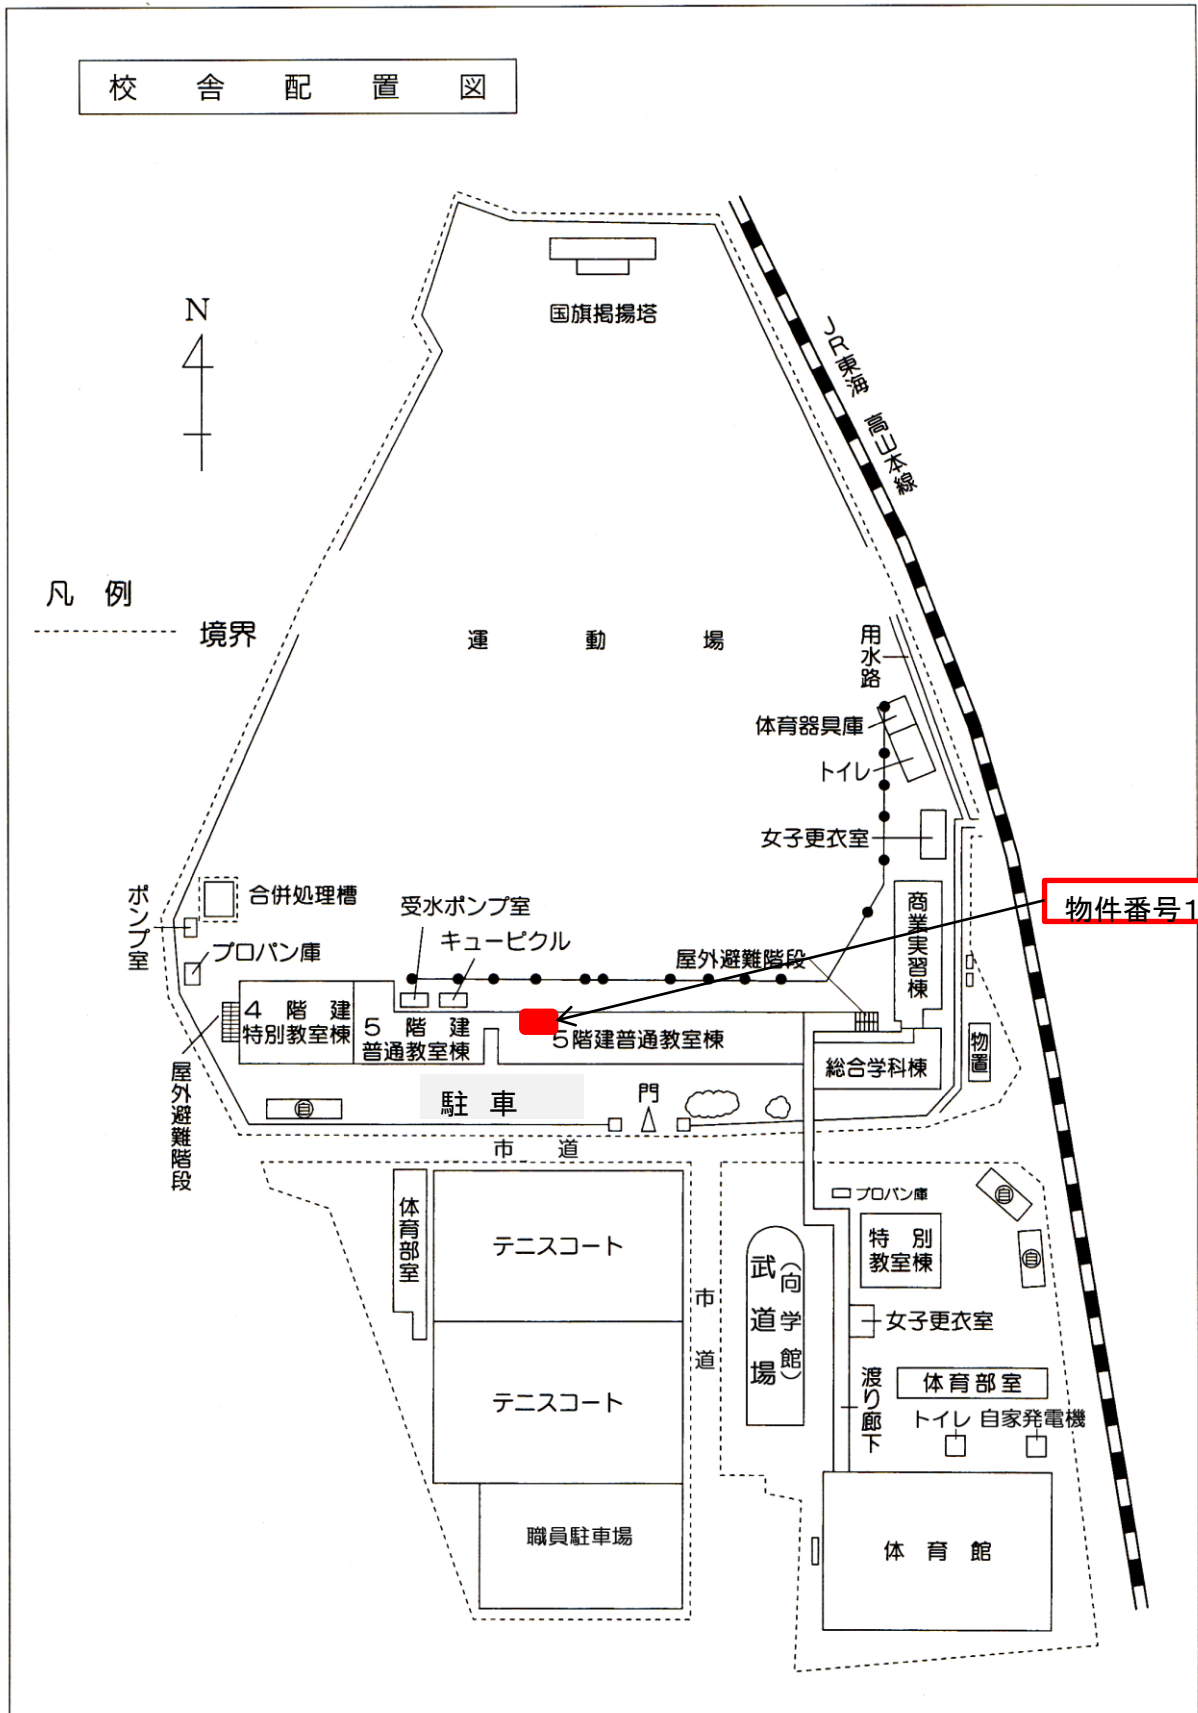 校舎配置図
N
国旗掲揚塔
JR東海 高山本線
凡例
境界
運動場
用水路
体育器具庫
トイレ
女子更衣室
ポンプ室
合併処理槽
受水ポンプ室
キュービクル
プロパン庫
屋外避難階段
商業実習棟
物件番号1
4階建
特別教室棟
5階建
普通教室棟
5階建普通教室棟
総合学科棟
物置
屋外避難階段
自
駐車
門
市道
体育部室
テニスコート
市道
武道場
(向学館)
プロパン庫
特別
教室棟
自
自
女子更衣室
テニスコート
渡り廊下
体育部室
トイレ
自家発電機
職員駐車場
体育館